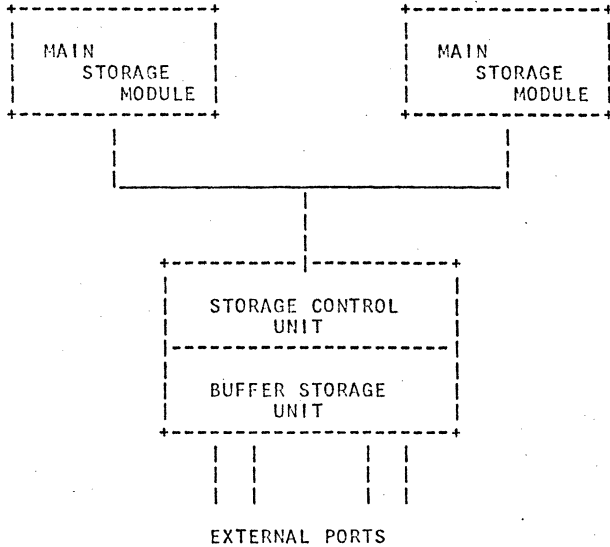 MAIN MAIN
STORAGE STORAGE
MODULE MODULE
STORAGE CONTROL
UNIT
BUFFER STORAGE
UNIT
EXTERNAL PORTS